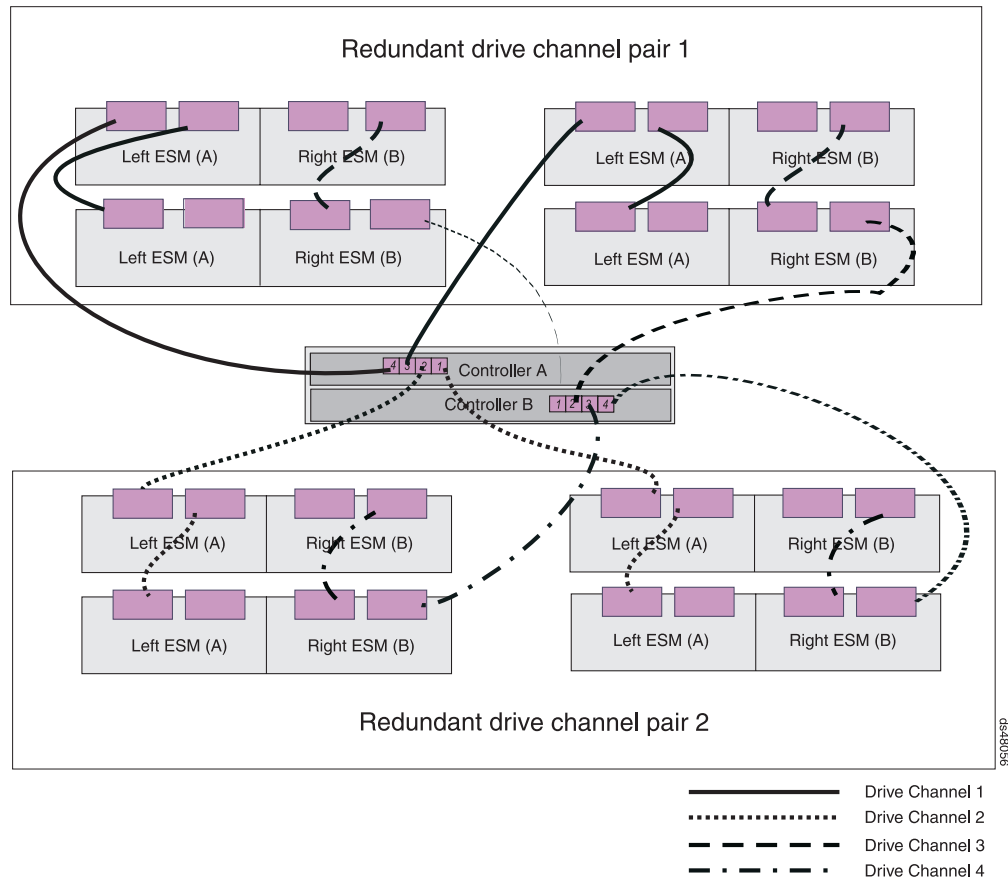 Redundant drive channel pair 1
Left ESM (A)
Right ESM (B)
Left ESM (A)
Right ESM (B)
Left ESM (A)
Right ESM (B)
Left ESM (A)
Right ESM (B)
4 3 2 1
Controller A
Controller B
1 2 3 4
Left ESM (A)
Right ESM (B)
Left ESM (A)
Right ESM (B)
Left ESM (A)
Right ESM (B)
Left ESM (A)
Right ESM (B)
Redundant drive channel pair 2
ds48056
Drive Channel 1
Drive Channel 2
Drive Channel 3
Drive Channel 4